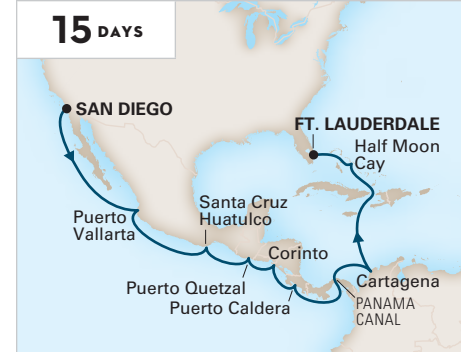 15 DAYS
SAN DIEGO
FT. LAUDERDALE
Half Moon
Cay
Puerto
Vallarta
Santa Cruz
Huatulco
Corinto
Puerto Quetzal
Puerto Caldera
Cartagena
PANAMA
CANAL